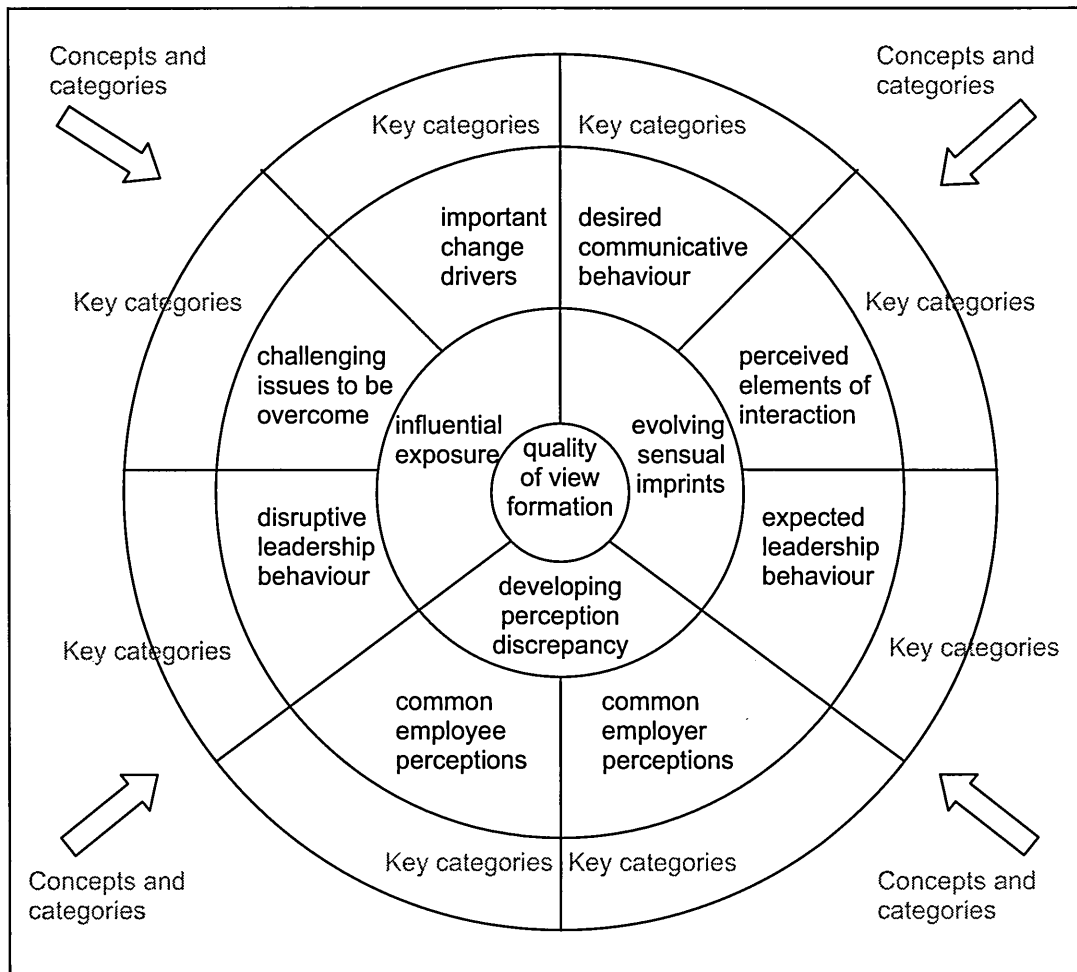 Concepts and
categories
Concepts and
categories
Key categories
Key categories
important
change
drivers
desired
communicative
behaviour
Key categories
Key categories
challenging
issues to be
overcome
perceived
elements of
interaction
influential
exposure
evolving
sensual
imprints
quality
of view
formation
disruptive
leadership
behaviour
expected
leadership
behaviour
developing
perception
discrepancy
Key categories
Key categories
common
employee
perceptions
common
employer
perceptions
Key categories
Key categories
Concepts and
categories
Concepts and
categories